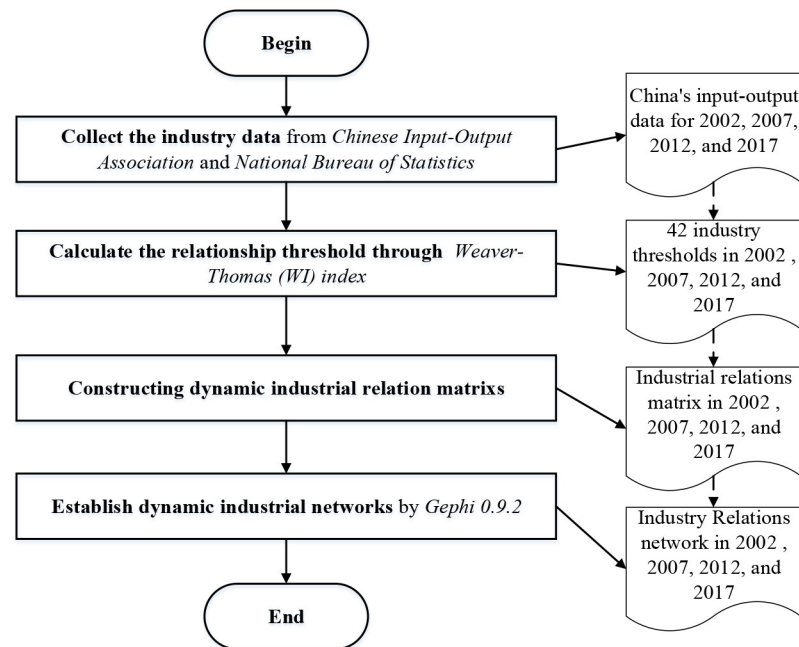 Begin
Collect the industry data from Chinese Input-Output
Association and National Bureau of Statistics
China's input-output
data for 2002, 2007,
2012, and 2017
Calculate the relationship threshold through Weaver-
Thomas (WI) index
42 industry
thresholds in 2002 ,
2007, 2012, and
2017
Constructing dynamic industrial relation matrixs
Industrial relations
matrix in 2002 ,
2007, 2012, and
2017
Establish dynamic industrial networks by Gephi 0.9.2
Industry Relations
network in 2002 ,
2007, 2012, and
2017
End